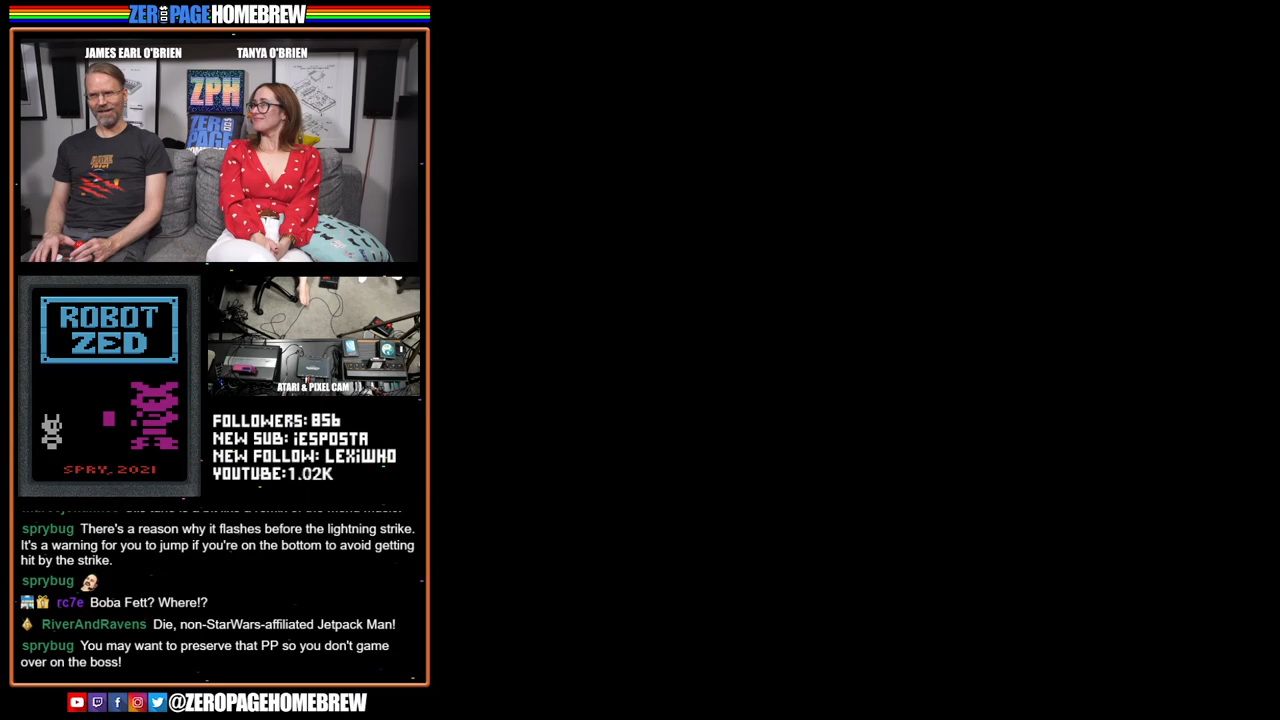 ZEROPAGE HOMEBREW
JAMES EARL O'BRIEN
TANYA O'BRIEN
ZPH
ZERO
PAGE
ROBOT
ZED
SPRY, 2021
ATARI & PIXEL CAM
FOLLOWERS: 856
NEW SUB: iESPOSTA
NEW FOLLOW: LEXiWHO
YOUTUBE:1.02K
sprybug There's a reason why it flashes before the lightning strike.
It's a warning for you to jump if you're on the bottom to avoid getting
hit by the strike.
sprybug
rc7e Boba Fett? Where!?
RiverAndRavens Die, non-StarWars-affiliated Jetpack Man!
sprybug You may want to preserve that PP so you don't game
over on the boss!
@ZEROPAGEHOMEBREW